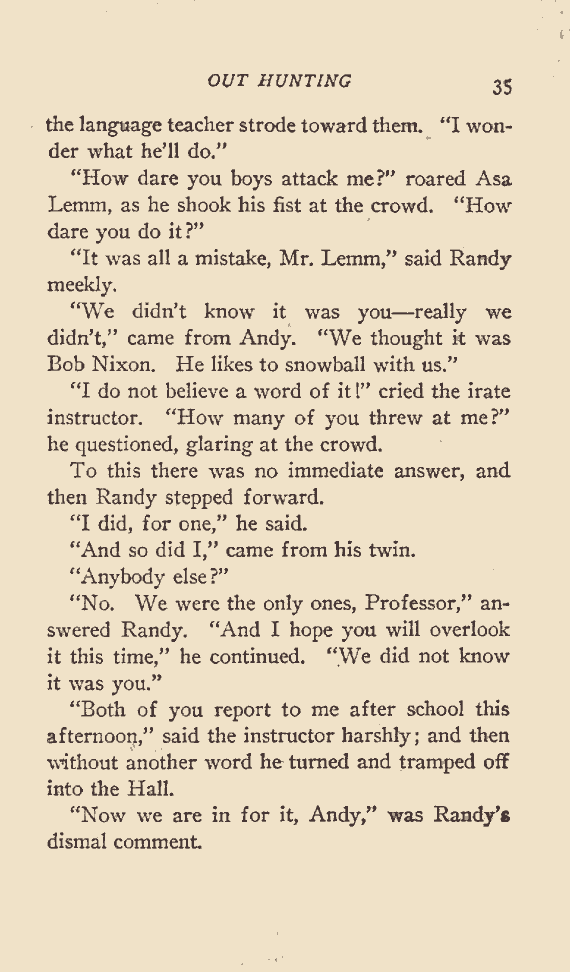 OUT HUNTING 35
the language teacher strode toward them. “I won-
der what he'll do.”
“How dare you boys attack me?” roared Asa
Lemm, as he shook his fist at the crowd. “How
dare you do it?”
“It was all a mistake, Mr. Lemm,” said Randy
meekly.
“We didn't know it was you—really we
didn't,” came from Andy. “We thought it was
Bob Nixon. He likes to snowball with us.”
“I do not believe a word of it!” cried the irate
instructor. “How many of you threw at me?”
he questioned, glaring at the crowd.
To this there was no immediate answer, and
then Randy stepped forward.
“I did, for one,” he said.
“And so did I,” came from his twin.
“Anybody else?”
“No. We were the only ones, Professor,” an-
swered Randy. “And I hope you will overlook
it this time,” he continued. “We did not know
it was you.”
“Both of you report to me after school this
afternoon,” said the instructor harshly; and then
without another word he turned and tramped off
into the Hall.
“Now we are in for it, Andy,” was Randy's
dismal comment.